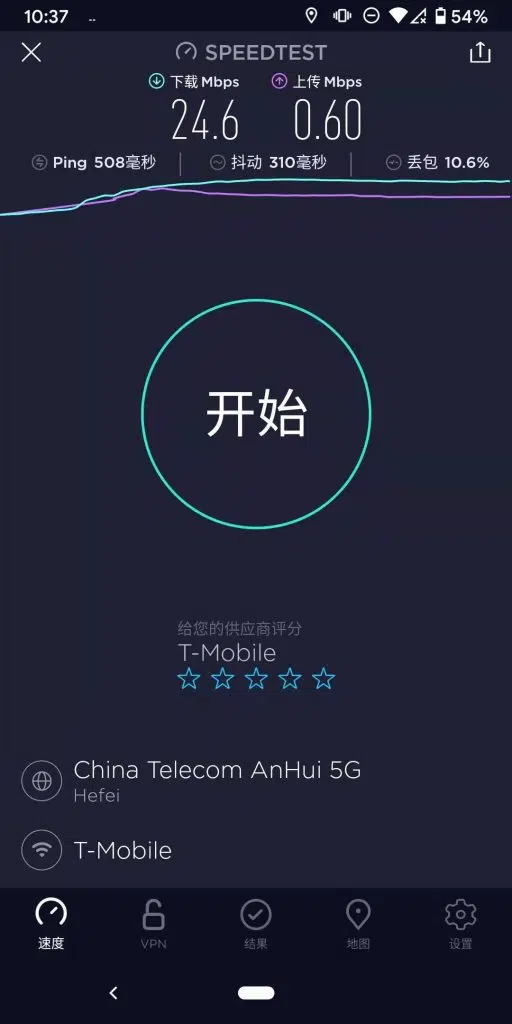 10:37
54%
SPEEDTEST
下载 Mbps 上传 Mbps
24.6 0.60
Ping 508毫秒 抖动 310毫秒 丢包 10.6%
开始
给您的供应商评分
T-Mobile
China Telecom AnHui 5G
Hefei
T-Mobile
速度 VPN 结果 地图 设置